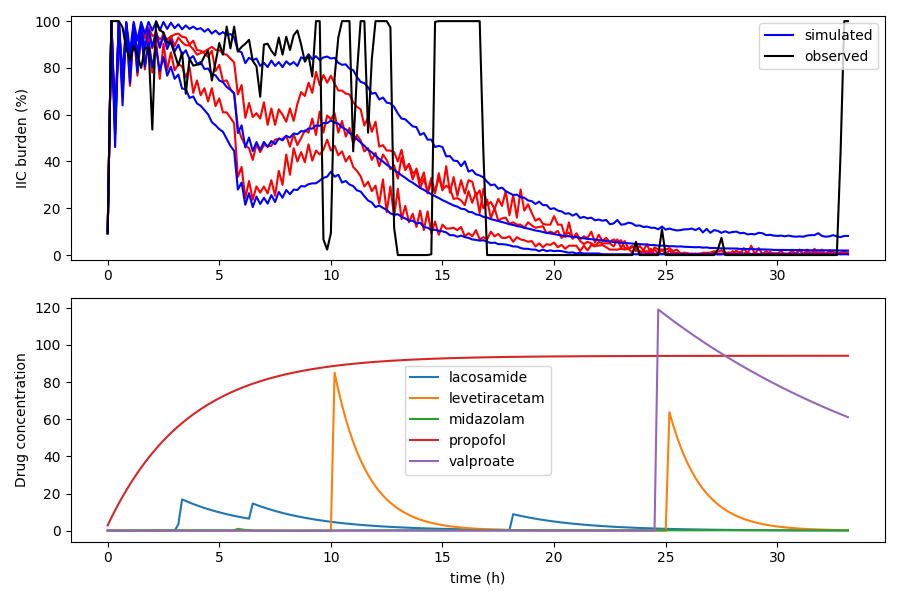 IIC burden (%)
100
80
60
40
20
0
simulated
observed
0 5 10 15 20 25 30
Drug concentration
120
100
80
60
40
20
0
lacosamide
levetiracetam
midazolam
propofol
valproate
0 5 10 15 20 25 30
time (h)